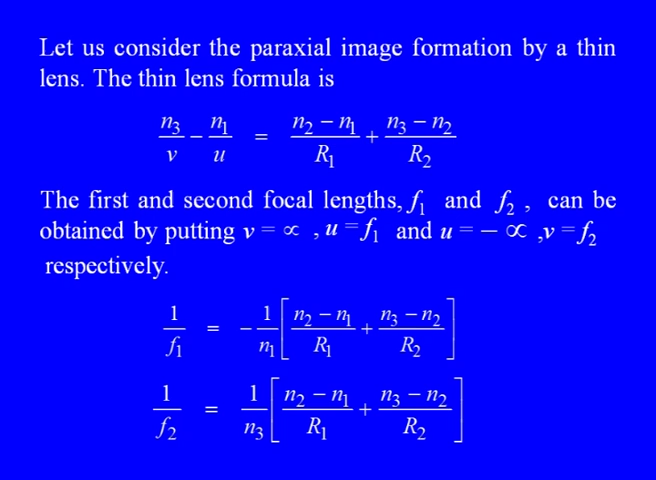 Let us consider the paraxial image formation by a thin
lens. The thin lens formula is
n₃/v − n₁/u = (n₂ − n₁)/R₁ + (n₃ − n₂)/R₂
The first and second focal lengths, f₁ and f₂ , can be
obtained by putting v = ∝ , u = f₁ and u = − ∝ ,v = f₂
respectively.
1/f₁ = −1/n₁ [(n₂ − n₁)/R₁ + (n₃ − n₂)/R₂]
1/f₂ = 1/n₃ [(n₂ − n₁)/R₁ + (n₃ − n₂)/R₂]